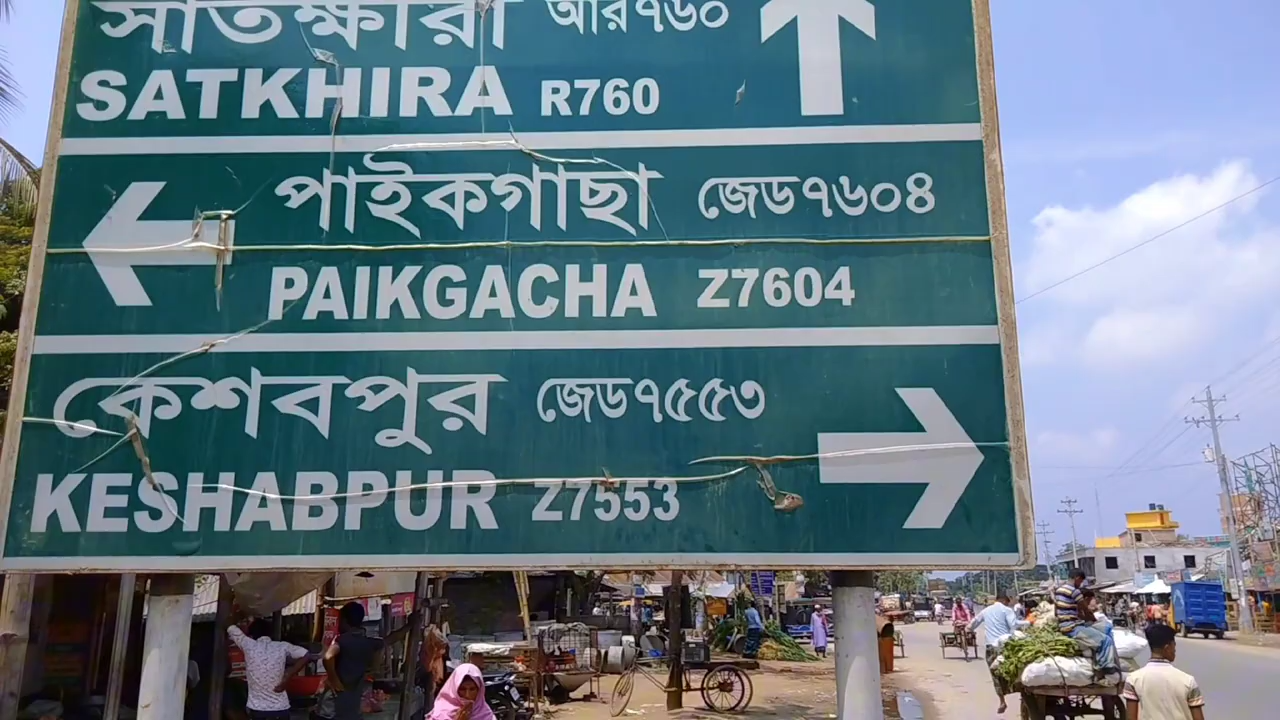 সাতক্ষীরা আর৭৬০
SATKHIRA R760
পাইকগাছা জেড৭৬০৪
PAIKGACHA Z7604
কেশবপুর জেড৭৫৫৩
KESHABPUR Z7553